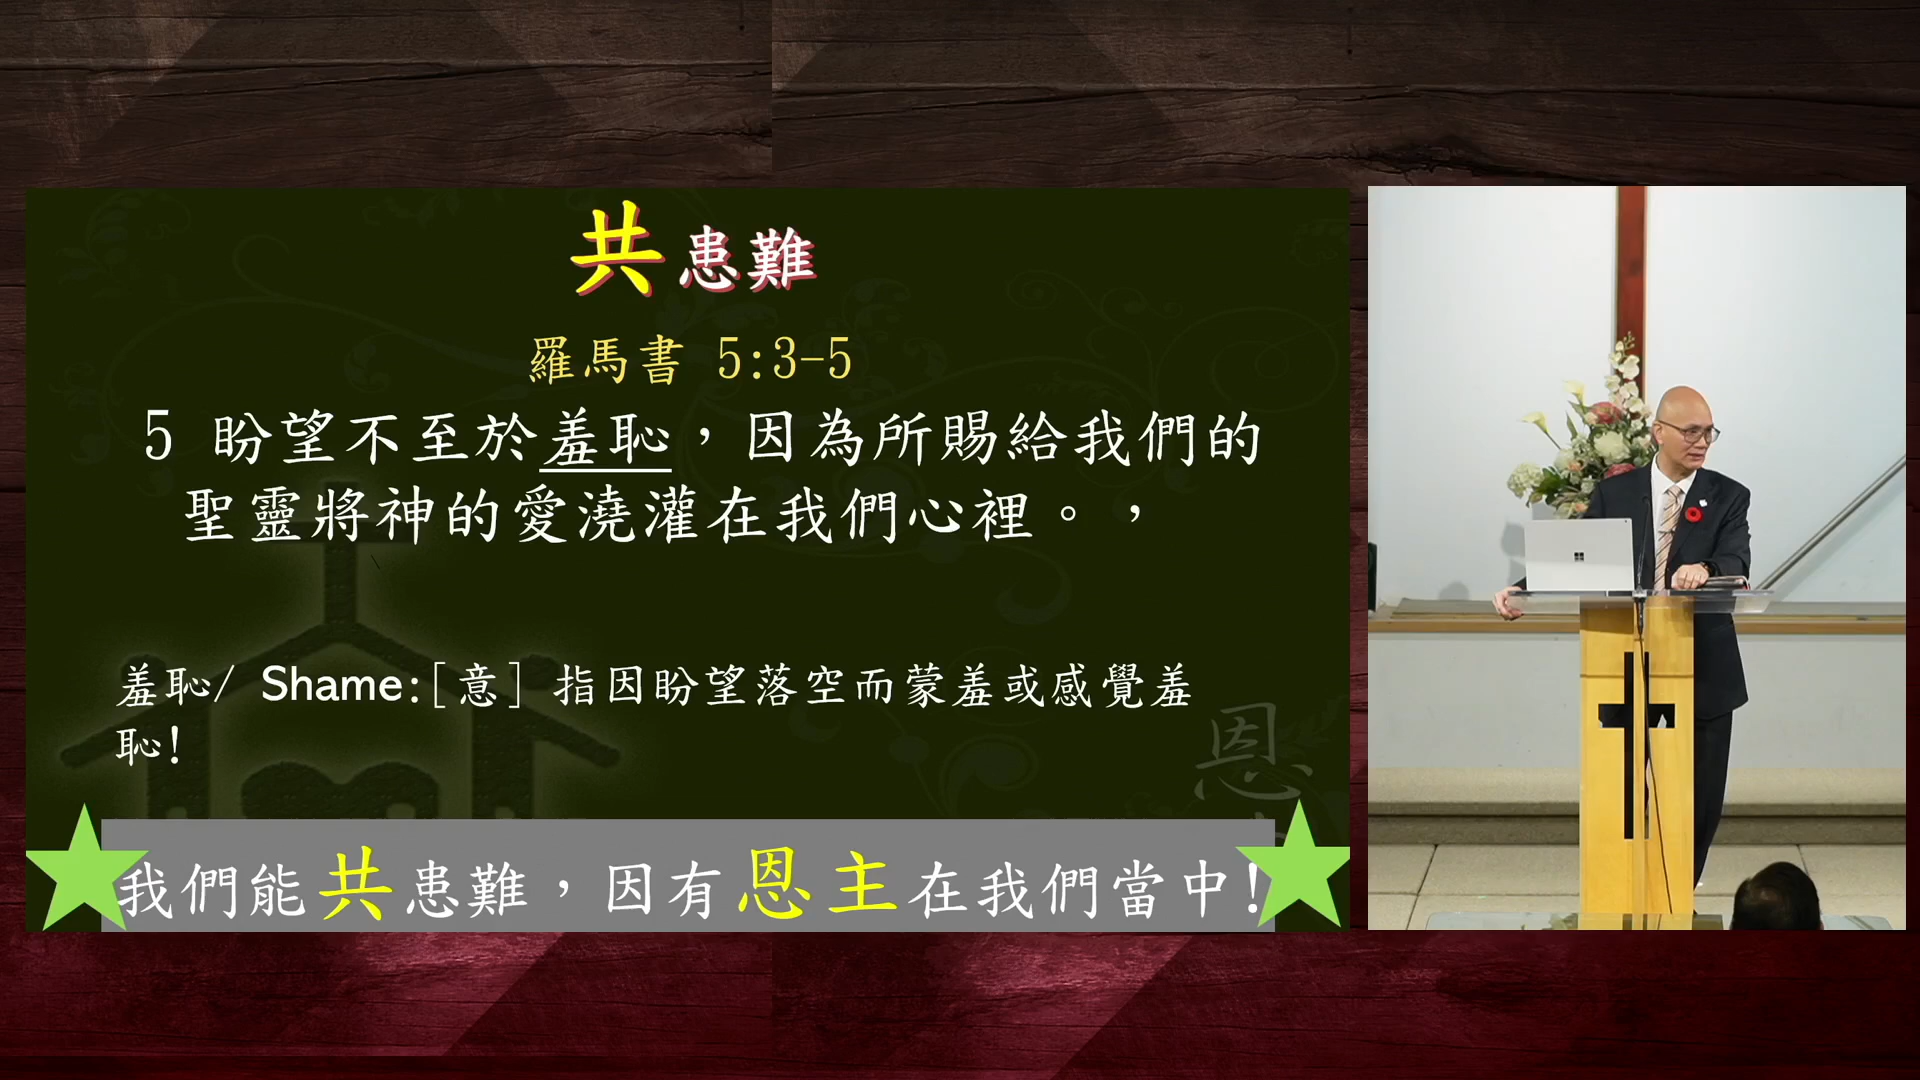 共患難
羅馬書 5:3-5
5 盼望不至於羞恥，因為所賜給我們的
聖靈將神的愛澆灌在我們心裡。，
羞恥/ Shame:[意] 指因盼望落空而蒙羞或感覺羞
恥!
恩
我們能共患難，因有恩主在我們當中!